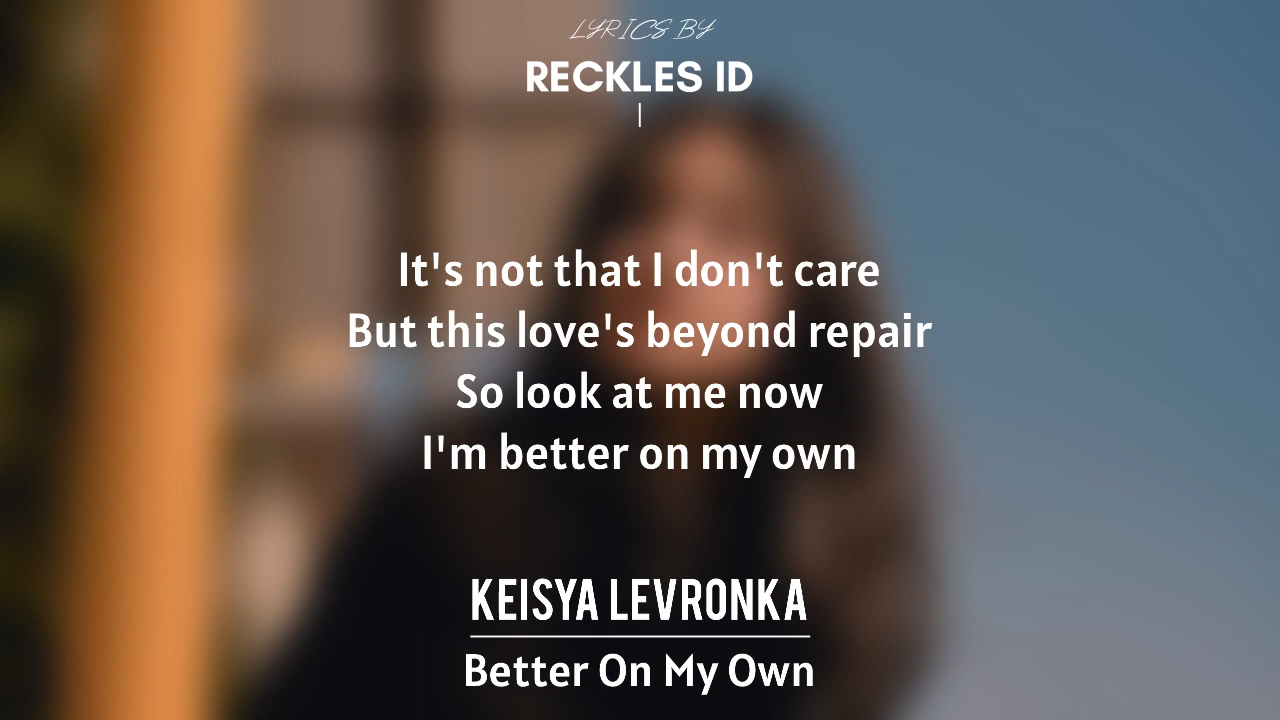 LYRICS BY
RECKLES ID
It's not that I don't care
But this love's beyond repair
So look at me now
I'm better on my own
KEISYA LEVRONKA
Better On My Own